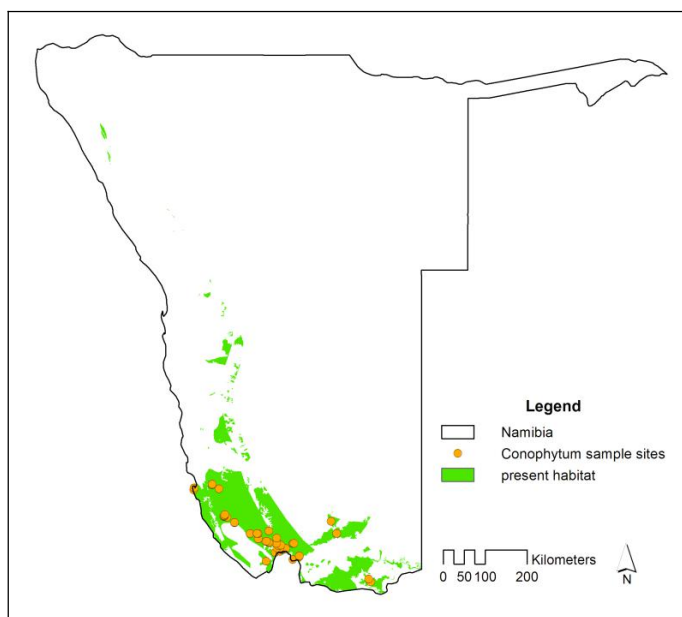 Legend
Namibia
Conophytum sample sites
present habitat
Kilometers
0 50 100 200
N